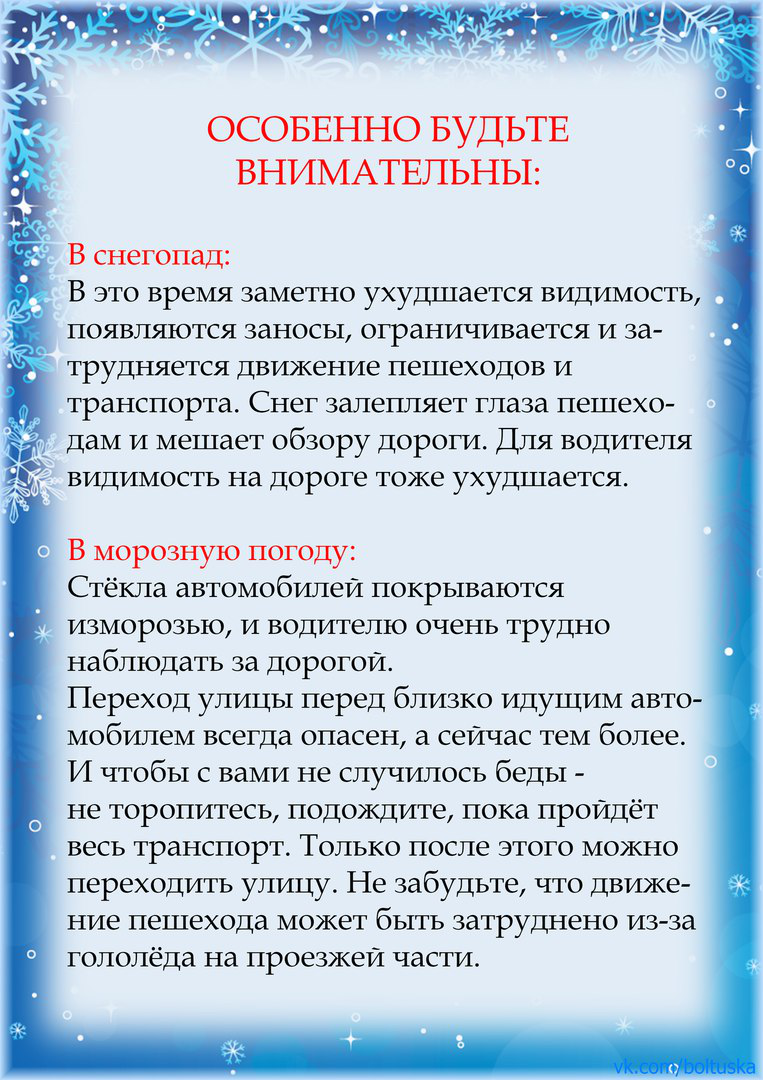 ОСОБЕННО БУДЬТЕ
ВНИМАТЕЛЬНЫ:
В снегопад:
В это время заметно ухудшается видимость,
появляются заносы, ограничивается и за-
трудняется движение пешеходов и
транспорта. Снег залепляет глаза пешехо-
дам и мешает обзору дороги. Для водителя
видимость на дороге тоже ухудшается.
В морозную погоду:
Стёкла автомобилей покрываются
изморозью, и водителю очень трудно
наблюдать за дорогой.
Переход улицы перед близко идущим авто-
мобилем всегда опасен, а сейчас тем более.
И чтобы с вами не случилось беды -
не торопитесь, подождите, пока пройдёт
весь транспорт. Только после этого можно
переходить улицу. Не забудьте, что движе-
ние пешехода может быть затруднено из-за
гололёда на проезжей части.
vk.com/boltuska